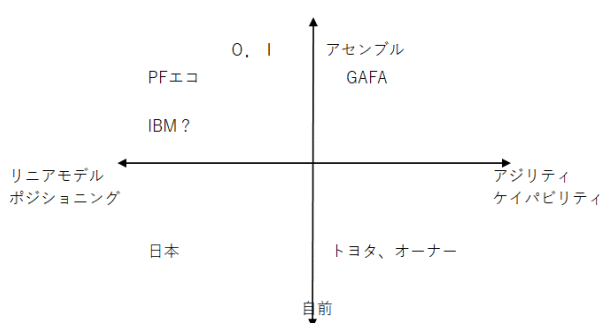 O．I
アセンブル
PFエコ
GAFA
IBM？
リニアモデル
ポジショニング
アジリティ
ケイパビリティ
日本
トヨタ、オーナー
自前